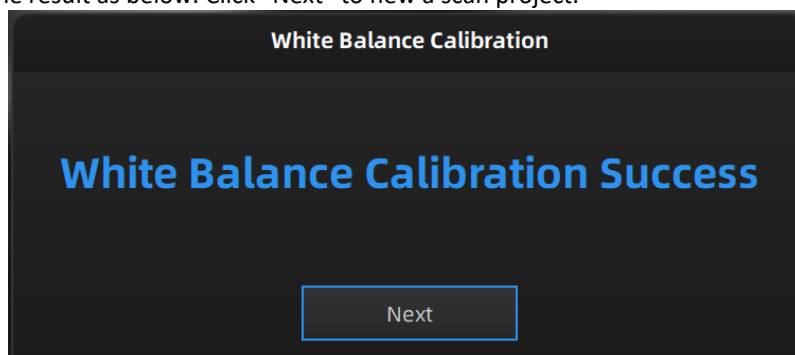 result as below. Click "Next" to new a scan project.
White Balance Calibration
White Balance Calibration Success
Next